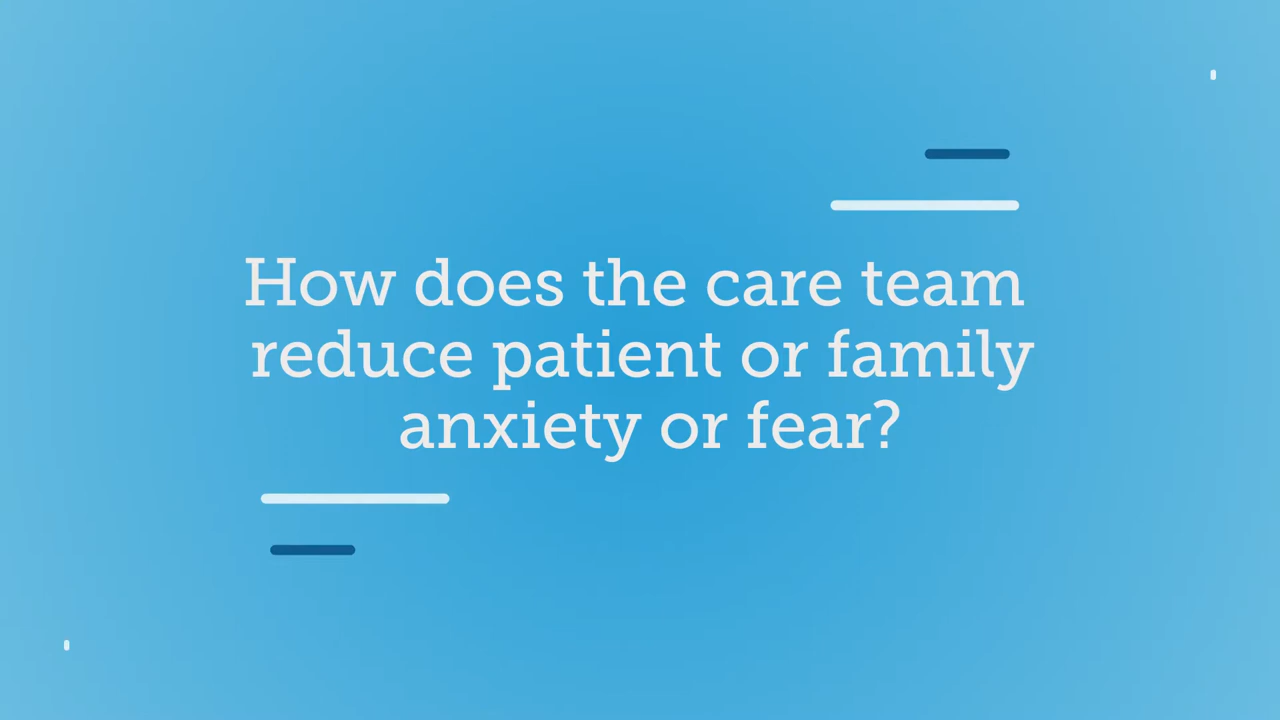 How does the care team
reduce patient or family
anxiety or fear?